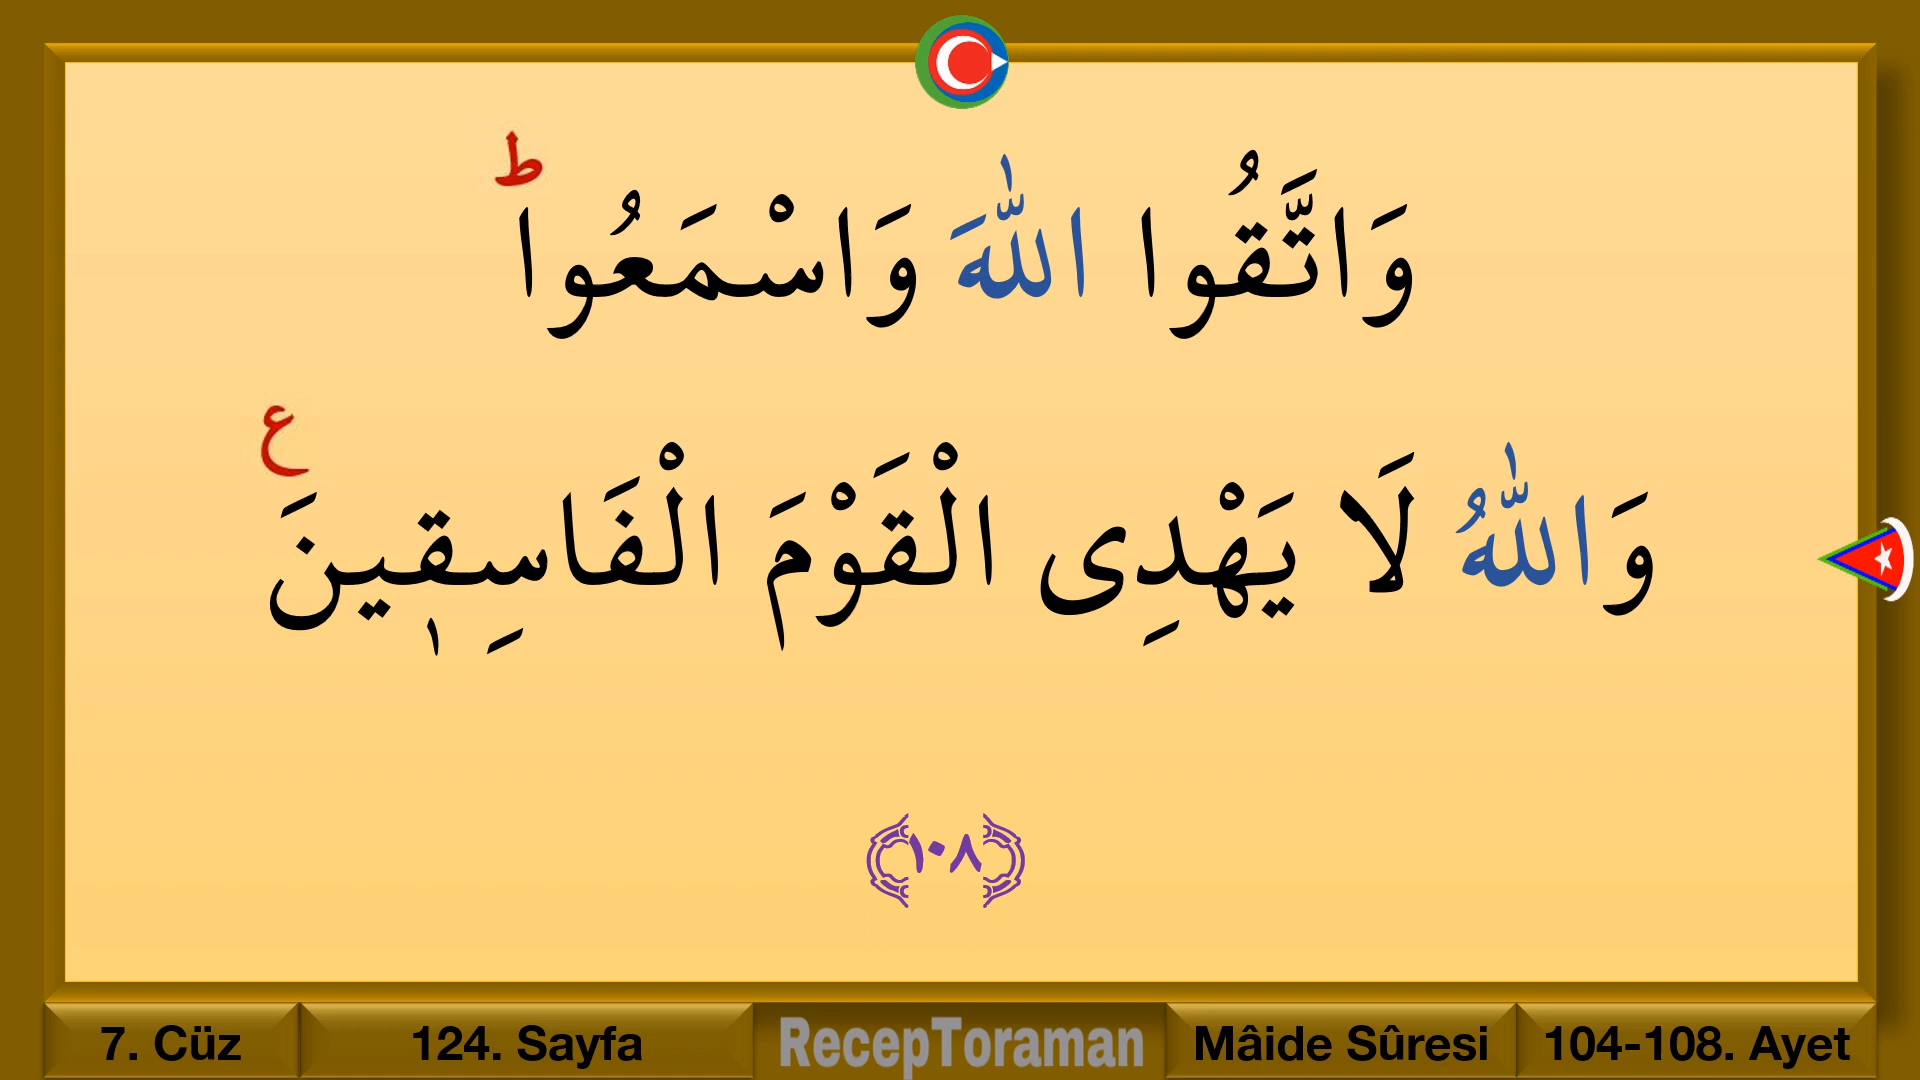 وَاتَّقُوا اللّٰهَ وَاسْمَعُواۜ ط
وَاللّٰهُ لَا يَهْدِى الْقَوْمَ الْفَاسِقٖينَ ع
﴿١٠٨﴾
7. Cüz 124. Sayfa RecepToraman Mâide Sûresi 104-108. Ayet